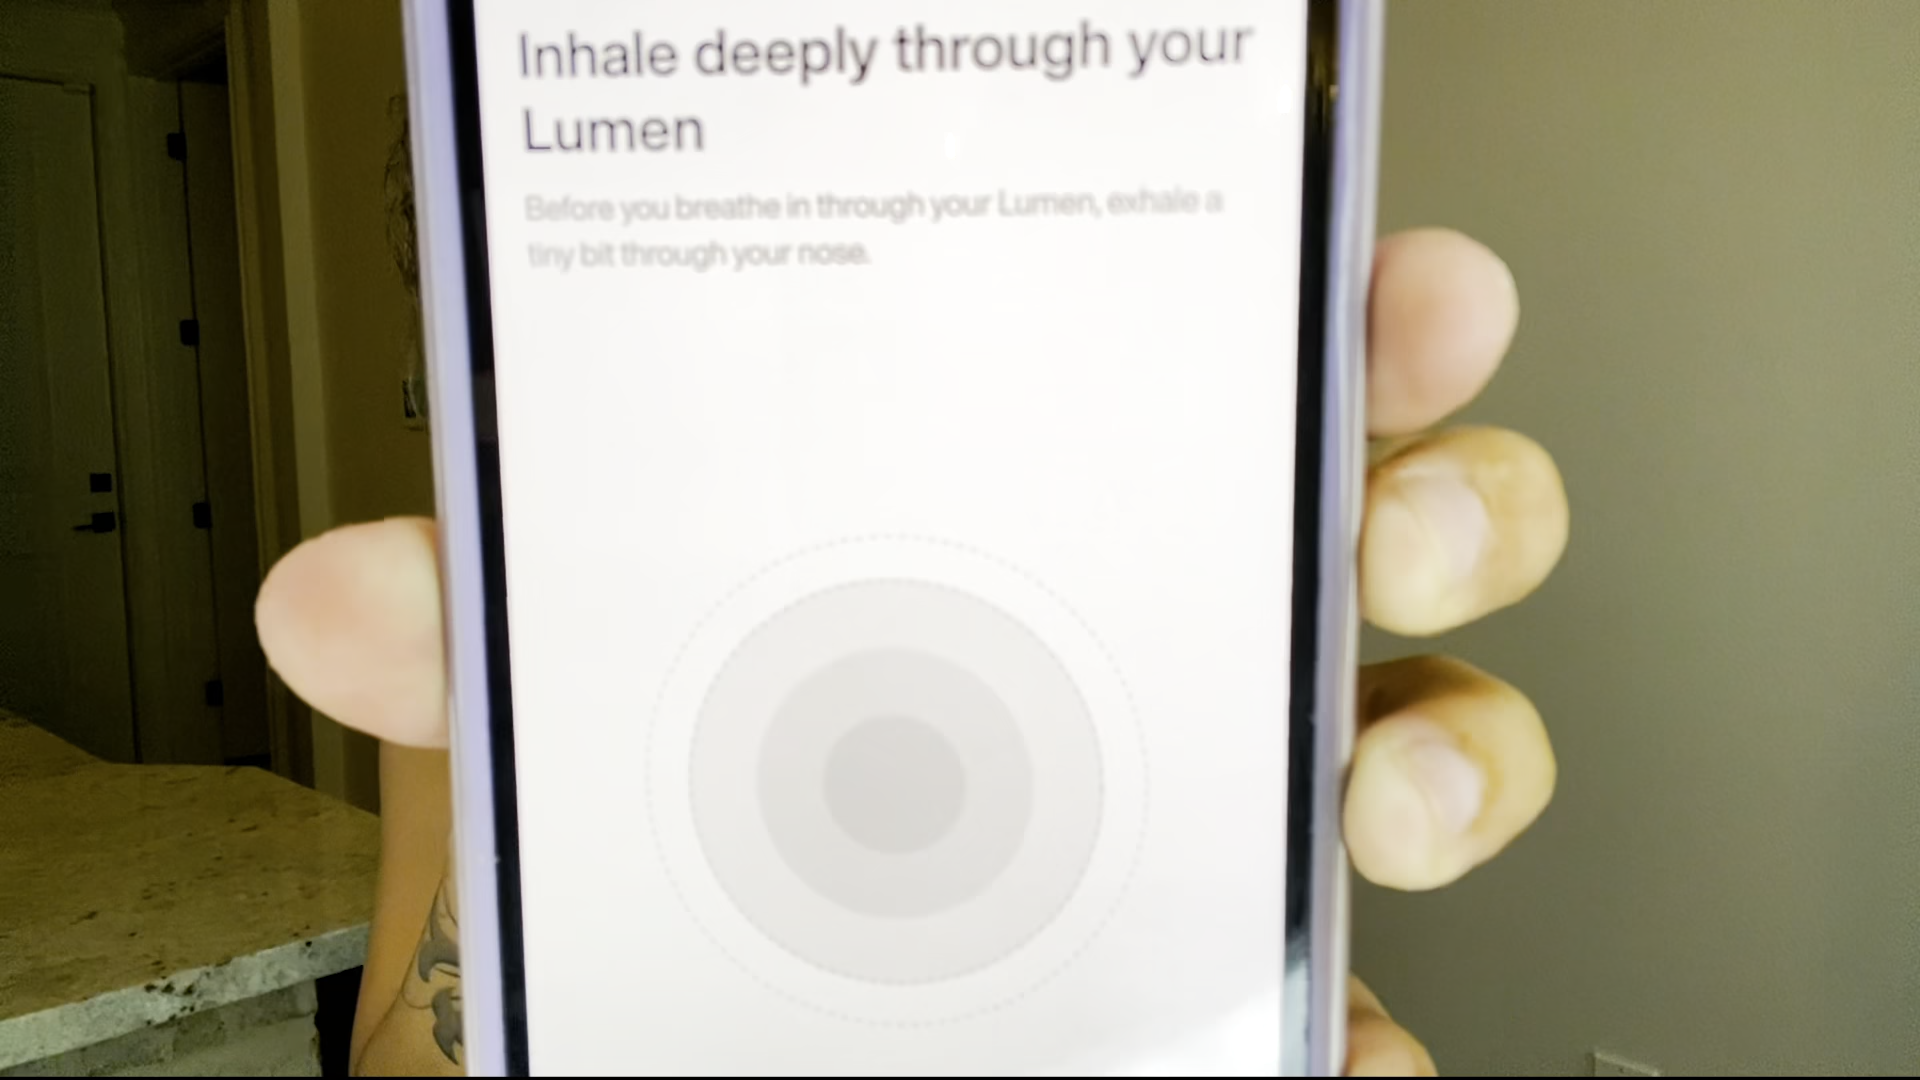 Inhale deeply through your
Lumen
Before you breathe in through your Lumen, exhale a
tiny bit through your nose.